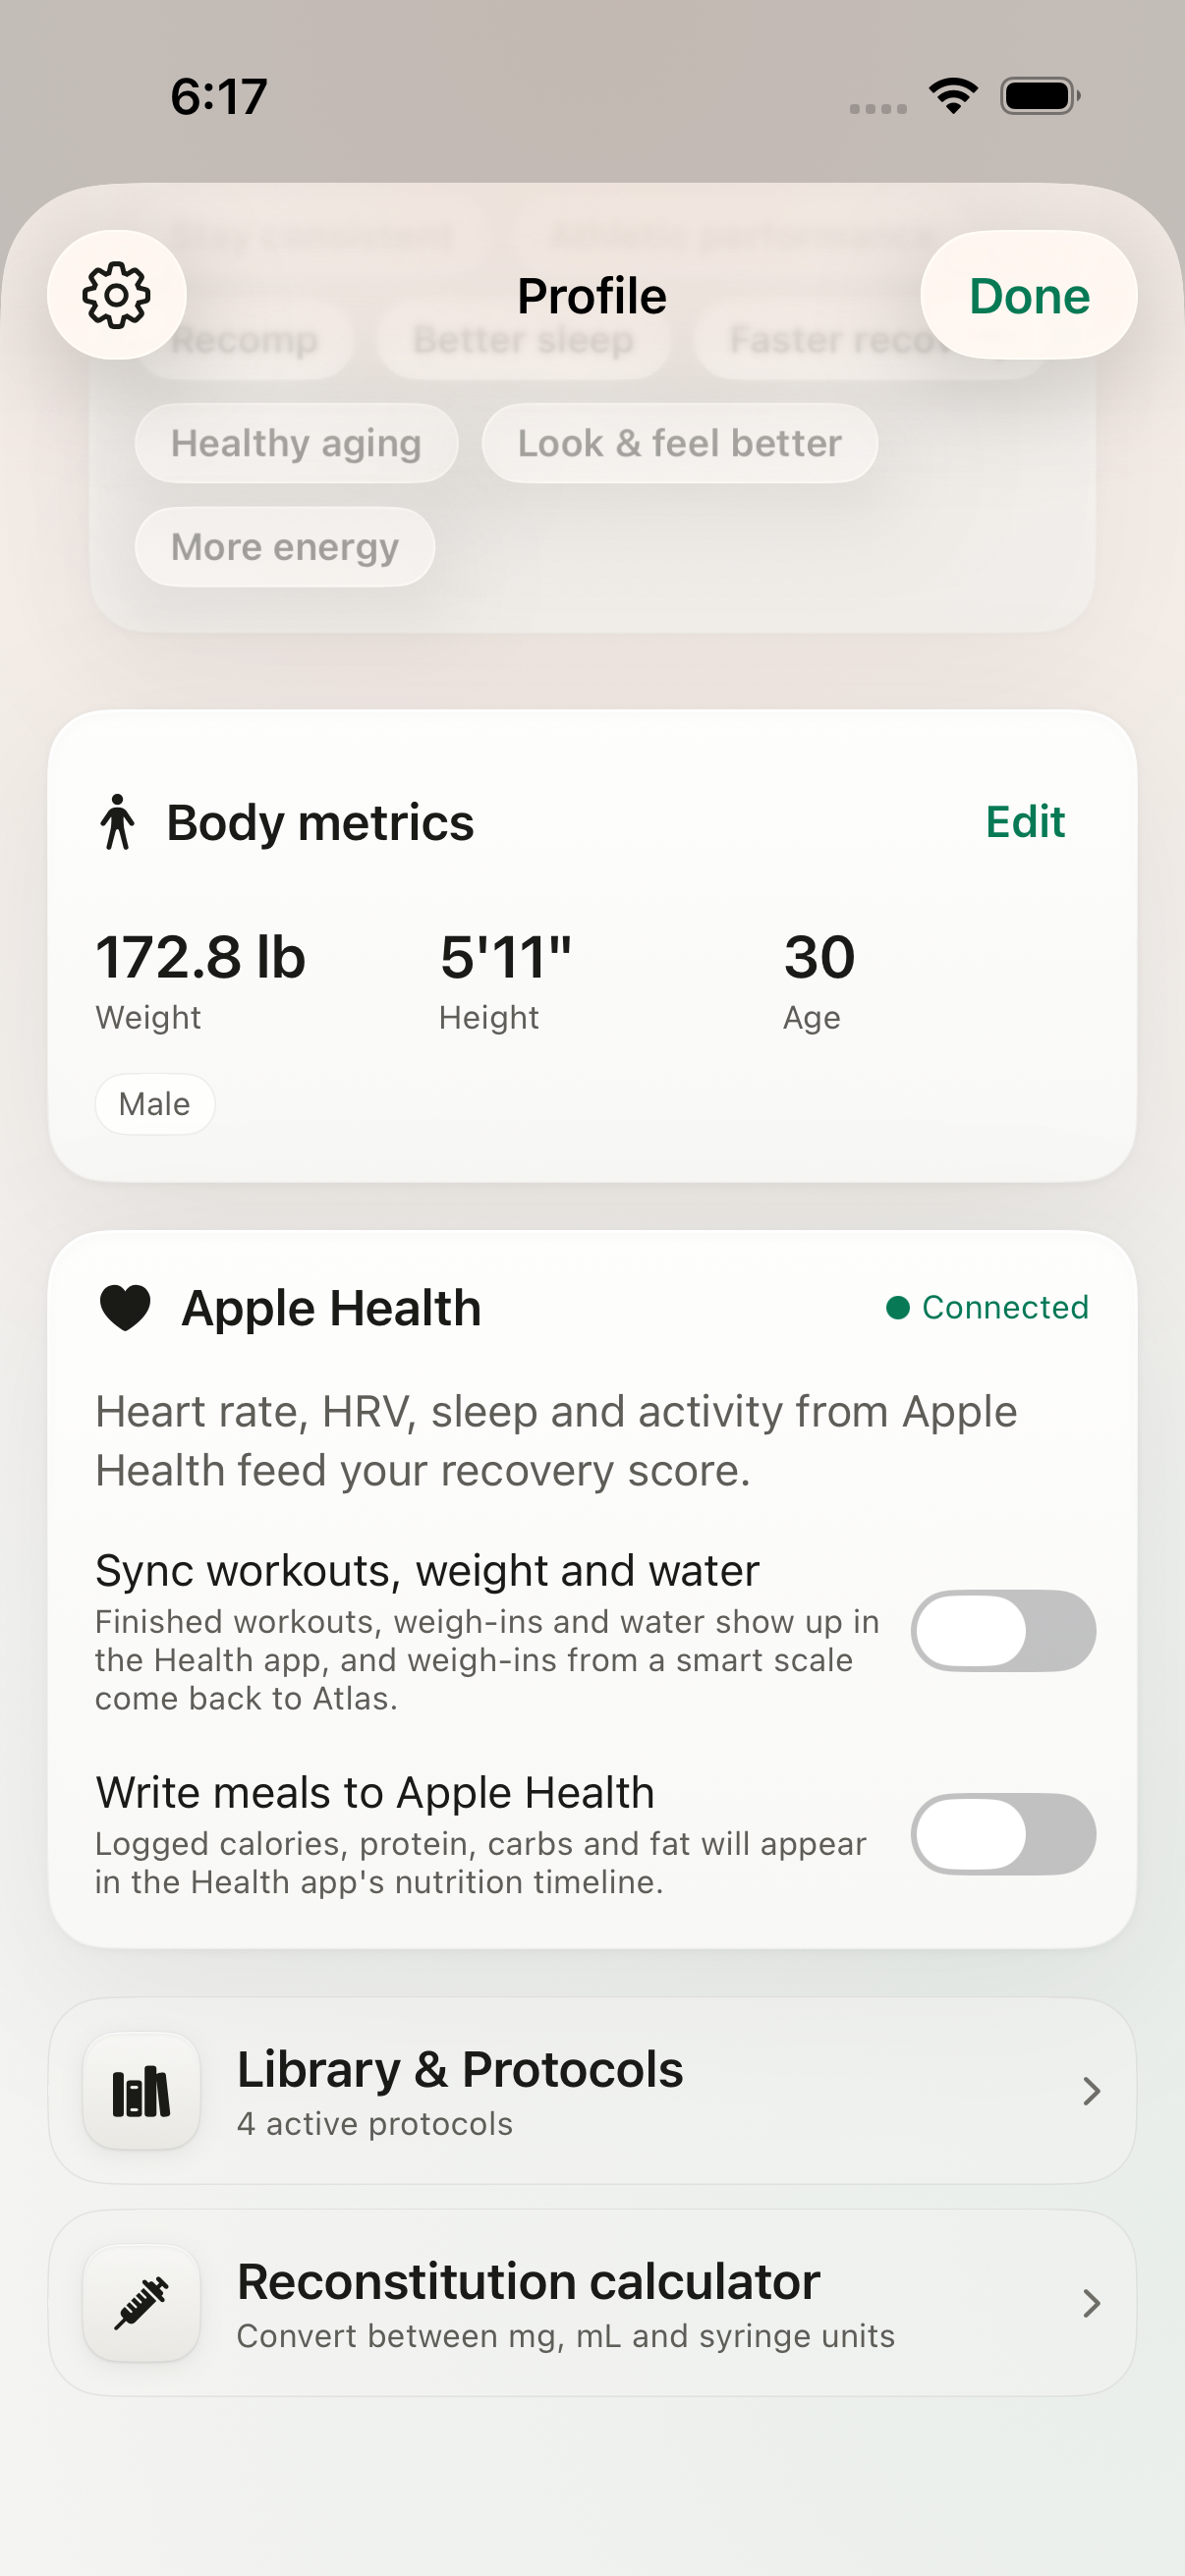 6:17
Stay consistent
Athletic performance
Profile
Done
Recomp
Better sleep
Faster
Healthy aging
Look & feel better
More energy
Body metrics
Edit
172.8 lb
5'11"
30
Weight
Height
Age
Male
Apple Health
Connected
Heart rate, HRV, sleep and activity from Apple
Health feed your recovery score.
Sync workouts, weight and water
Finished workouts, weigh-ins and water show up in
the Health app, and weigh-ins from a smart scale
come back to Atlas.
Write meals to Apple Health
Logged calories, protein, carbs and fat will appear
in the Health app's nutrition timeline.
Library & Protocols
4 active protocols
Reconstitution calculator
Convert between mg, mL and syringe units